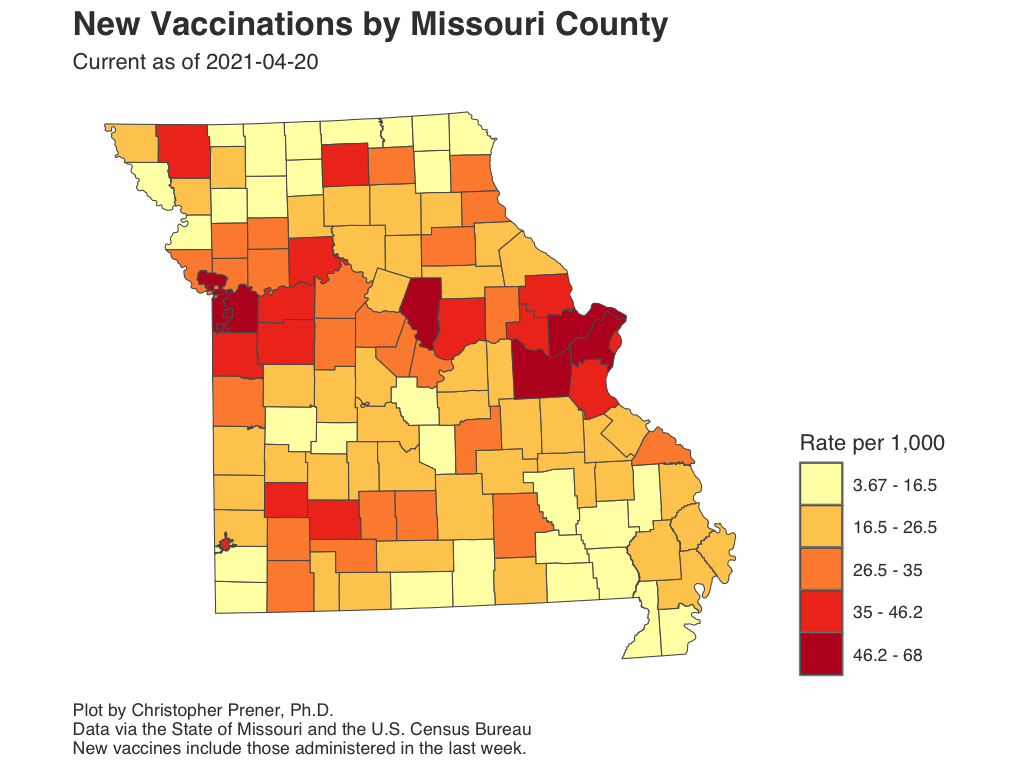 New Vaccinations by Missouri County
Current as of 2021-04-20
Rate per 1,000
3.67 - 16.5
16.5 - 26.5
26.5 - 35
35 - 46.2
46.2 - 68
Plot by Christopher Prener, Ph.D.
Data via the State of Missouri and the U.S. Census Bureau
New vaccines include those administered in the last week.